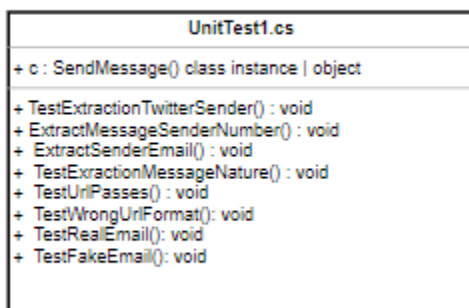 UnitTest1.cs
+ c : SendMessage() class instance | object
+ TestExtractionTwitterSender() : void
+ ExtractMessageSenderNumber() : void
+ ExtractSenderEmail() : void
+ TestExractionMessageNature() : void
+ TestUrlPasses() : void
+ TestWrongUrlFormat(): void
+ TestRealEmail(): void
+ TestFakeEmail(): void